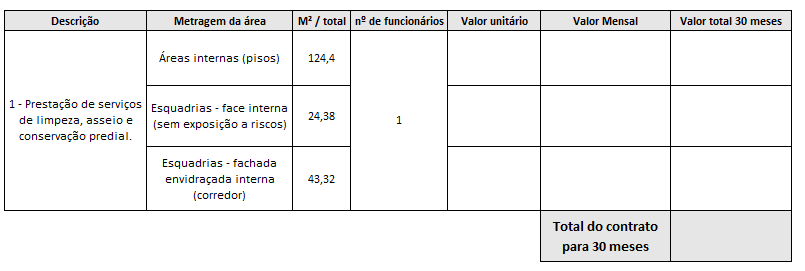 Descrição Metragem da área M² / total nº de funcionários Valor unitário Valor Mensal Valor total 30 meses
1 - Prestação de serviços
de limpeza, asseio e
conservação predial.
Áreas internas (pisos) 124,4
Esquadrias - face interna
(sem exposição a riscos)
24,38
1
Esquadrias - fachada
envidraçada interna
(corredor)
43,32
Total do contrato
para 30 meses